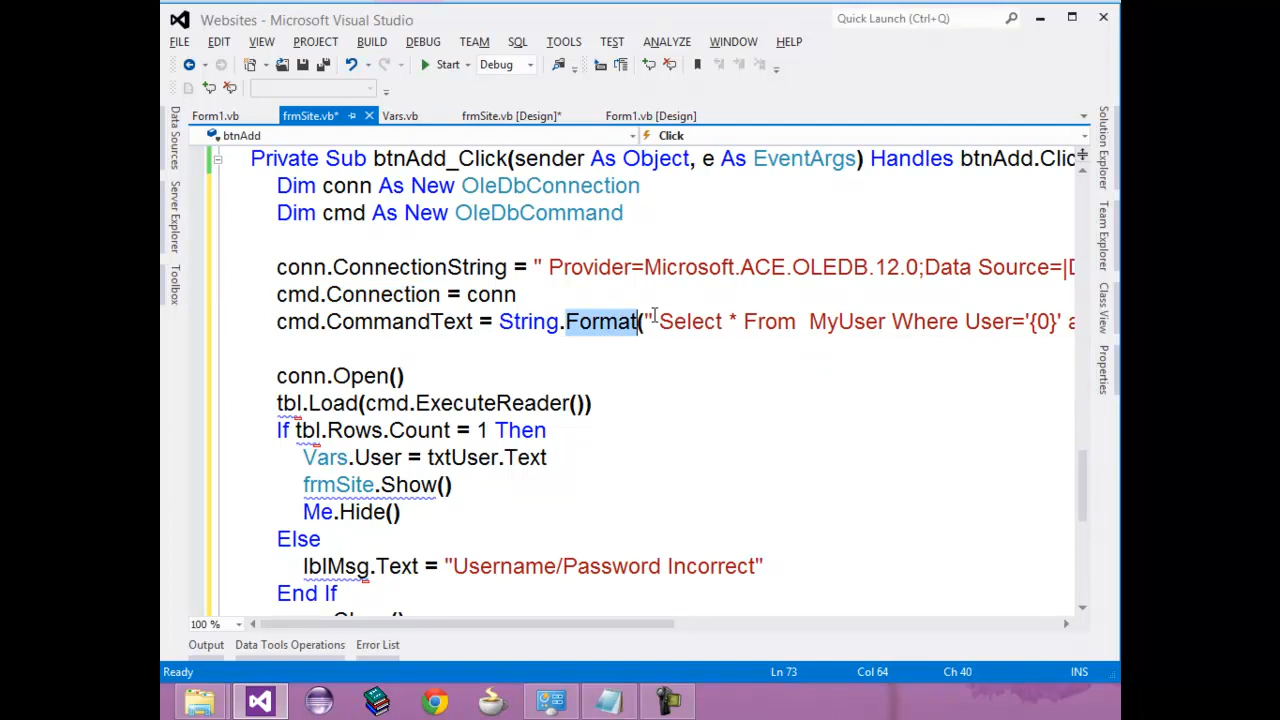 Websites - Microsoft Visual Studio
Quick Launch (Ctrl+Q)
FILE EDIT VIEW PROJECT BUILD DEBUG TEAM SQL TOOLS TEST ANALYZE WINDOW HELP
Start Debug
Form1.vb frmSite.vb* Vars.vb frmSite.vb [Design]* Form1.vb [Design]
btnAdd Click
Private Sub btnAdd_Click(sender As Object, e As EventArgs) Handles btnAdd.Clic
Dim conn As New OleDbConnection
Dim cmd As New OleDbCommand
conn.ConnectionString = " Provider=Microsoft.ACE.OLEDB.12.0;Data Source=|D
cmd.Connection = conn
cmd.CommandText = String.Format(" Select * From  MyUser Where User='{0}' a
conn.Open()
tbl.Load(cmd.ExecuteReader())
If tbl.Rows.Count = 1 Then
Vars.User = txtUser.Text
frmSite.Show()
Me.Hide()
Else
lblMsg.Text = "Username/Password Incorrect"
End If
100 %
Output Data Tools Operations Error List
Ready Ln 73 Col 64 Ch 40 INS
Data Sources
Server Explorer
Toolbox
Solution Explorer
Team Explorer
Class View
Properties